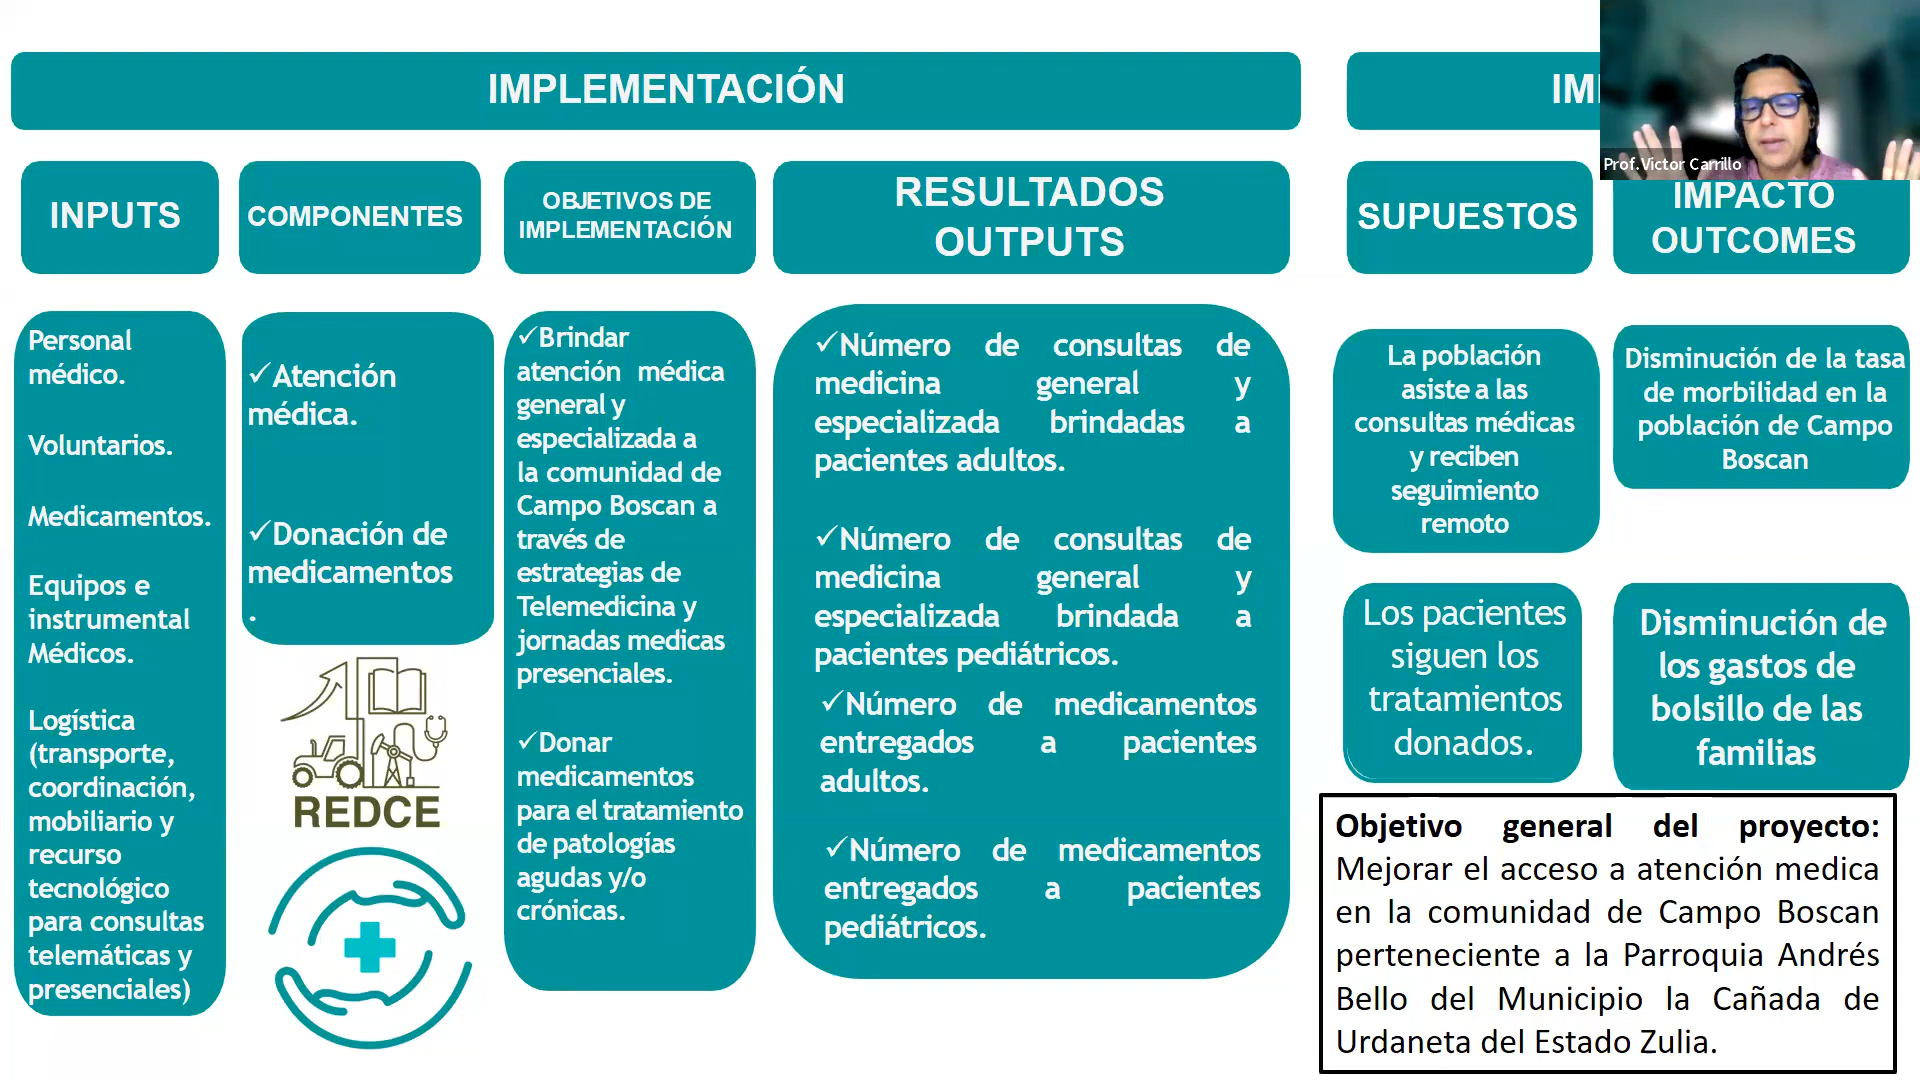 IMPLEMENTACIÓN
Prof. Victor Carrillo
INPUTS
COMPONENTES
OBJETIVOS DE
IMPLEMENTACIÓN
RESULTADOS
OUTPUTS
SUPUESTOS
IMPACTO
OUTCOMES
Personal
médico.
Voluntarios.
Medicamentos.
Equipos e
instrumental
Médicos.
Logística
(transporte,
coordinación,
mobiliario y
recurso
tecnológico
para consultas
telemáticas y
presenciales)
✓Atención
médica.
✓Donación de
medicamentos
.
REDCE
✓Brindar
atención médica
general y
especializada a
la comunidad de
Campo Boscan a
través de
estrategias de
Telemedicina y
jornadas medicas
presenciales.
✓Donar
medicamentos
para el tratamiento
de patologías
agudas y/o
crónicas.
✓Número de consultas de
medicina general y
especializada brindadas a
pacientes adultos.
✓Número de consultas de
medicina general y
especializada brindada a
pacientes pediátricos.
✓Número de medicamentos
entregados a pacientes
adultos.
✓Número de medicamentos
entregados a pacientes
pediátricos.
La población
asiste a las
consultas médicas
y reciben
seguimiento
remoto
Los pacientes
siguen los
tratamientos
donados.
Disminución de la tasa
de morbilidad en la
población de Campo
Boscan
Disminución de
los gastos de
bolsillo de las
familias
Objetivo general del proyecto:
Mejorar el acceso a atención medica
en la comunidad de Campo Boscan
perteneciente a la Parroquia Andrés
Bello del Municipio la Cañada de
Urdaneta del Estado Zulia.